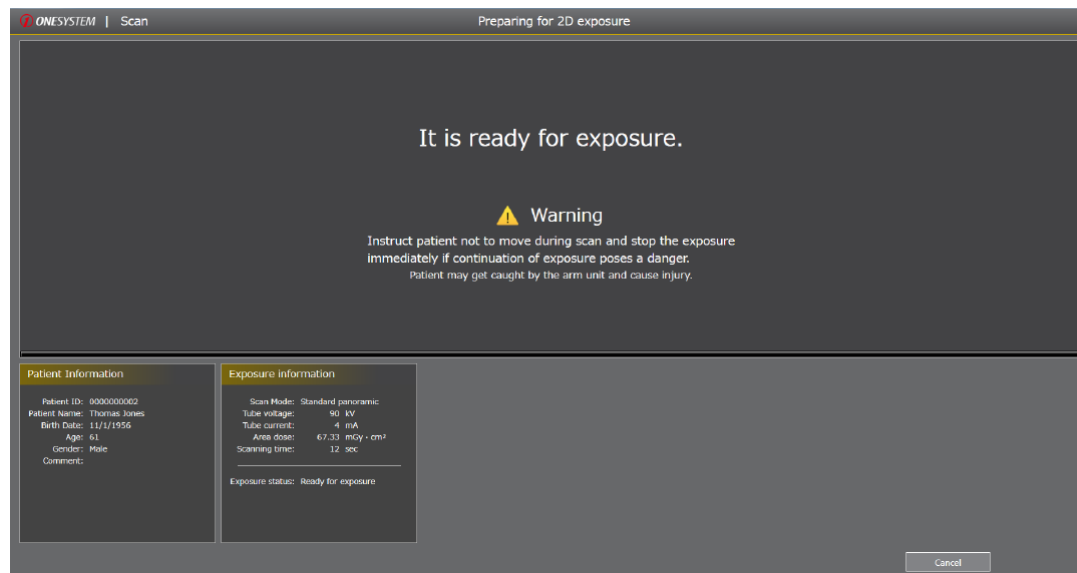 ONESYSTEM | Scan
Preparing for 2D exposure
It is ready for exposure.
Warning
Instruct patient not to move during scan and stop the exposure
immediately if continuation of exposure poses a danger.
Patient may get caught by the arm unit and cause injury.
Patient Information
Patient ID: 0000000002
Patient Name: Thomas Jones
Birth Date: 11/1/1956
Age: 61
Gender: Male
Comment:
Exposure information
Scan Mode: Standard panoramic
Tube voltage: 90 kV
Tube current: 4 mA
Area dose: 67.33 mGy・cm²
Scanning time: 12 sec
Exposure status: Ready for exposure
Cancel